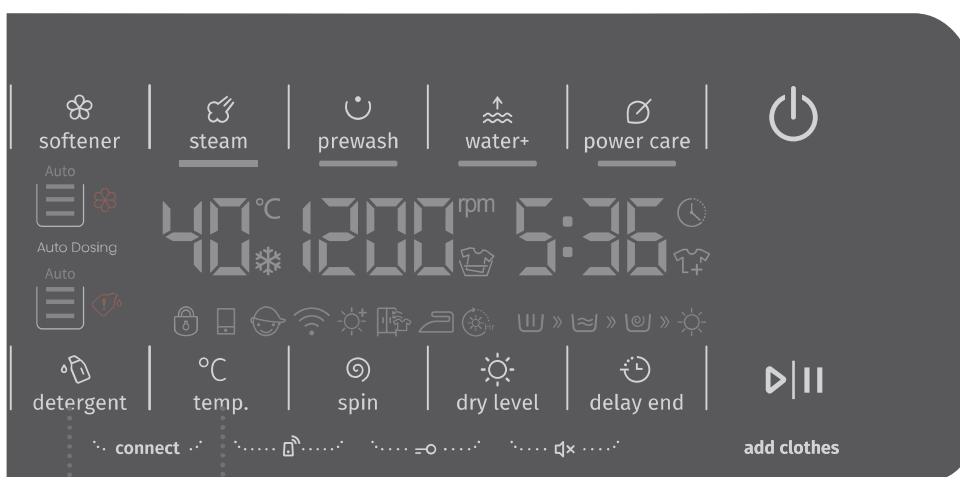 softener steam prewash water+ power care
Auto
40 °C 1200 rpm 5:36
Auto Dosing
Auto
Hr
°C
detergent temp. spin dry level delay end
connect
add clothes